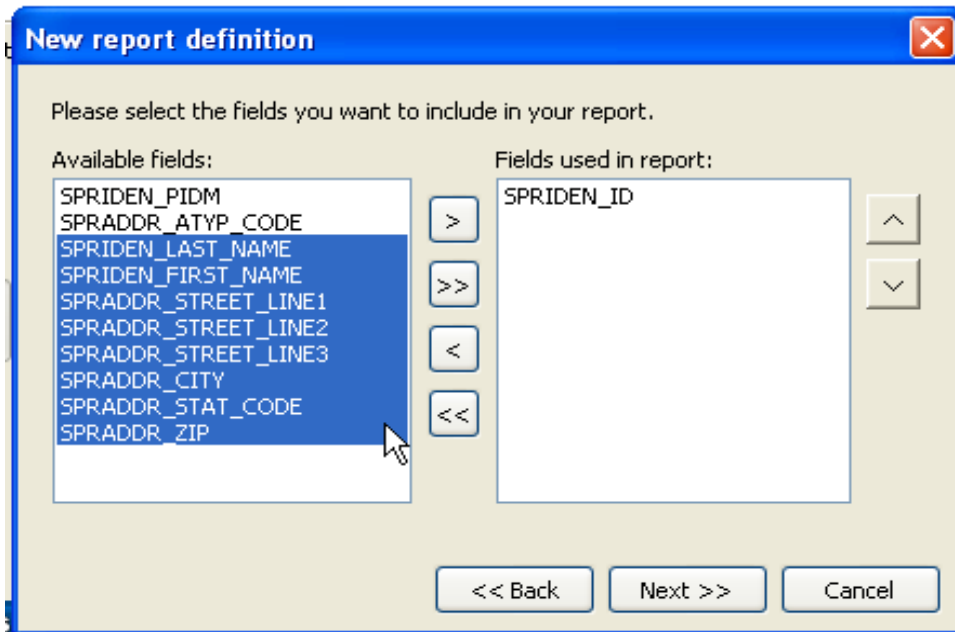 New report definition
Please select the fields you want to include in your report.
Available fields:
Fields used in report:
SPRIDEN_PIDM
SPRADDR_ATYP_CODE
SPRIDEN_LAST_NAME
SPRIDEN_FIRST_NAME
SPRADDR_STREET_LINE1
SPRADDR_STREET_LINE2
SPRADDR_STREET_LINE3
SPRADDR_CITY
SPRADDR_STAT_CODE
SPRADDR_ZIP
>
>>
<
<<
SPRIDEN_ID
<< Back
Next >>
Cancel